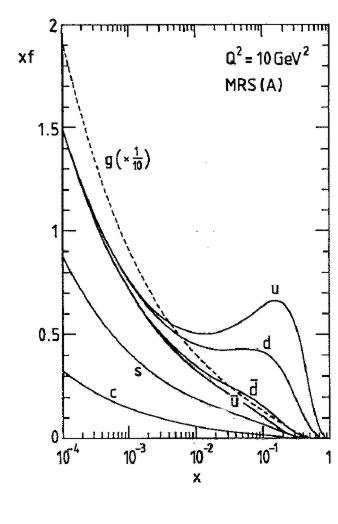 2
xf
Q² = 10 GeV²
MRS(A)
1.5
g(×1/10)
1
u
0.5
d
s
d̅
c
u̅
0
10⁻⁴ 10⁻³ 10⁻² 10⁻¹ 1
x